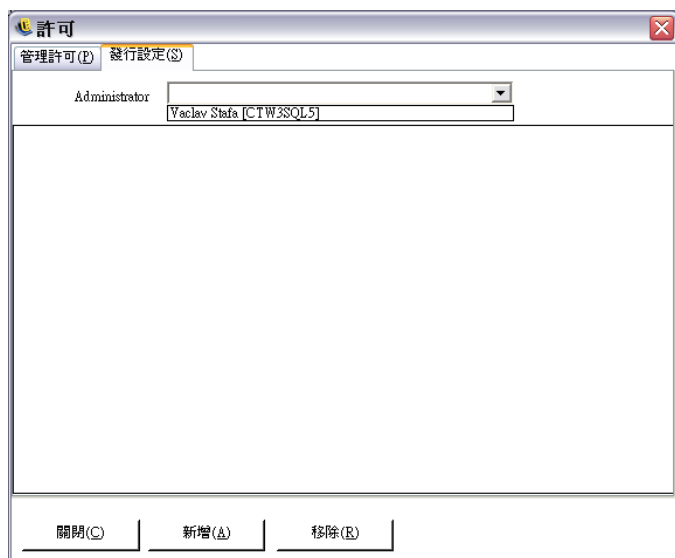 許可
管理許可(P) 發行設定(S)
Administrator
Vaclav Stafa [CTW3SQL5]
關閉(C) 新增(A) 移除(R)